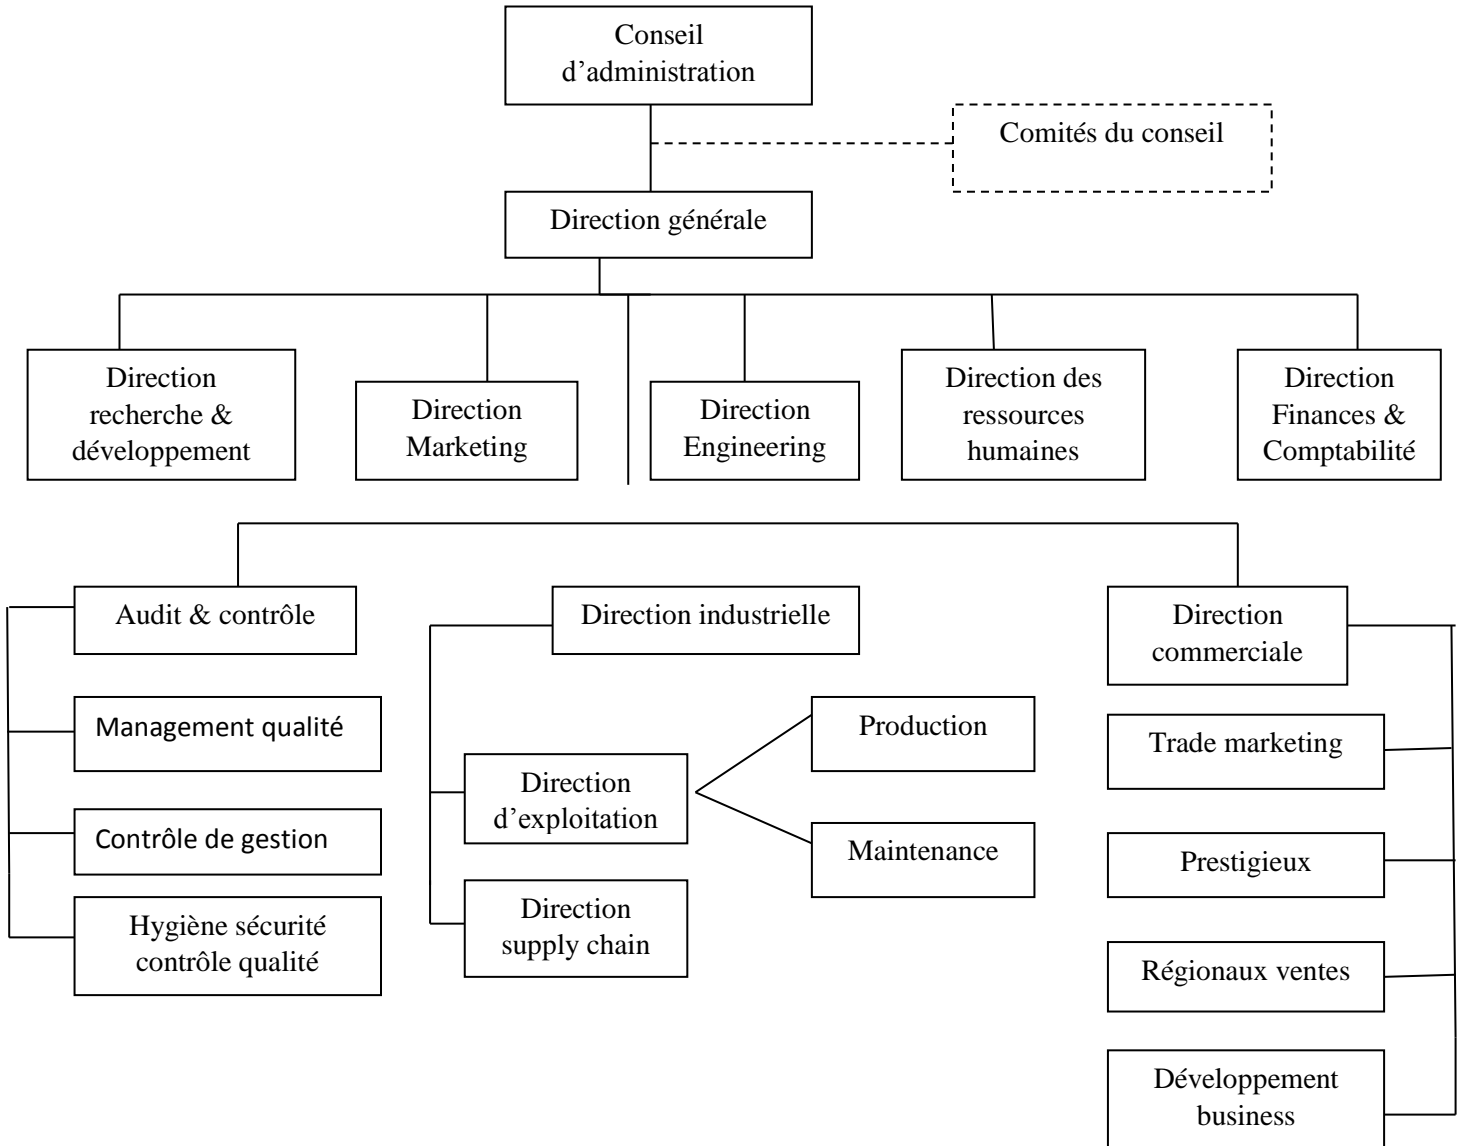 Conseil
d’administration
Comités du conseil
Direction générale
Direction
recherche &
développement
Direction
Marketing
Direction
Engineering
Direction des
ressources
humaines
Direction
Finances &
Comptabilité
Audit & contrôle
Direction industrielle
Direction
commerciale
Management qualité
Production
Trade marketing
Direction
d’exploitation
Contrôle de gestion
Maintenance
Prestigieux
Hygiène sécurité
contrôle qualité
Direction
supply chain
Régionaux ventes
Développement
business